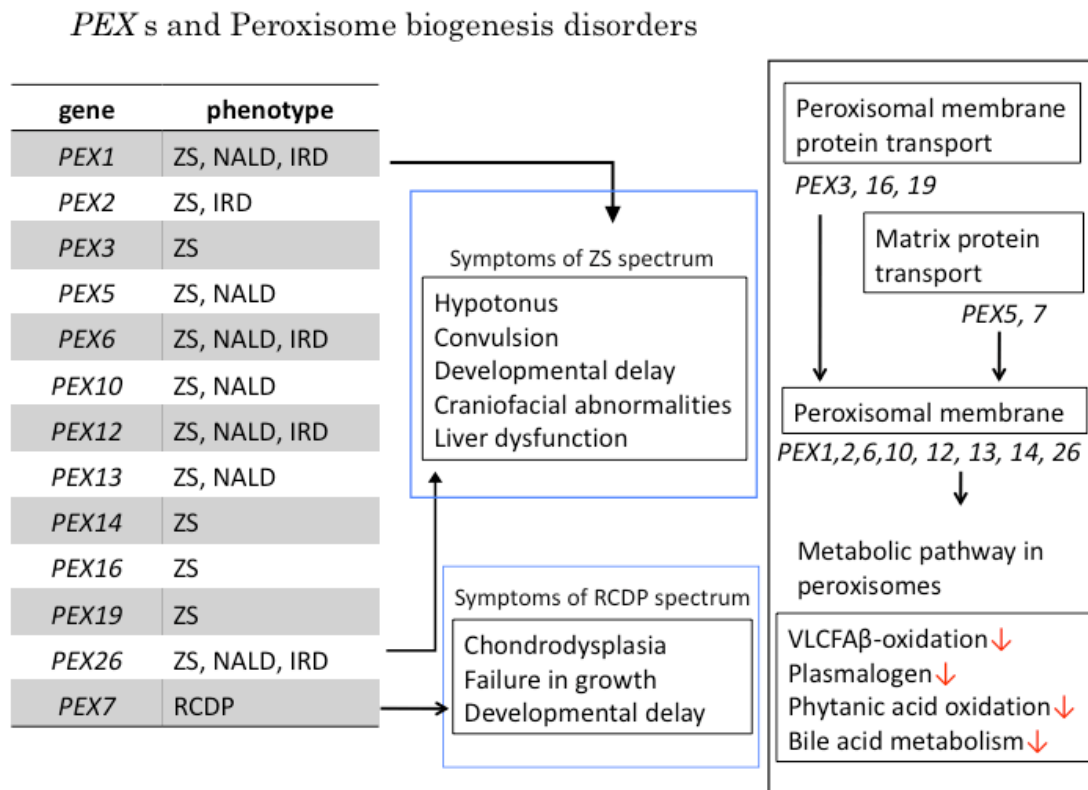 PEX s and Peroxisome biogenesis disorders
gene phenotype
PEX1 ZS, NALD, IRD
PEX2 ZS, IRD
PEX3 ZS
PEX5 ZS, NALD
PEX6 ZS, NALD, IRD
PEX10 ZS, NALD
PEX12 ZS, NALD, IRD
PEX13 ZS, NALD
PEX14 ZS
PEX16 ZS
PEX19 ZS
PEX26 ZS, NALD, IRD
PEX7 RCDP
Symptoms of ZS spectrum
Hypotonus
Convulsion
Developmental delay
Craniofacial abnormalities
Liver dysfunction
Symptoms of RCDP spectrum
Chondrodysplasia
Failure in growth
Developmental delay
Peroxisomal membrane
protein transport
PEX3, 16, 19
Matrix protein
transport
PEX5, 7
Peroxisomal membrane
PEX1,2,6,10, 12, 13, 14, 26
Metabolic pathway in
peroxisomes
VLCFAβ-oxidation↓
Plasmalogen↓
Phytanic acid oxidation↓
Bile acid metabolism↓